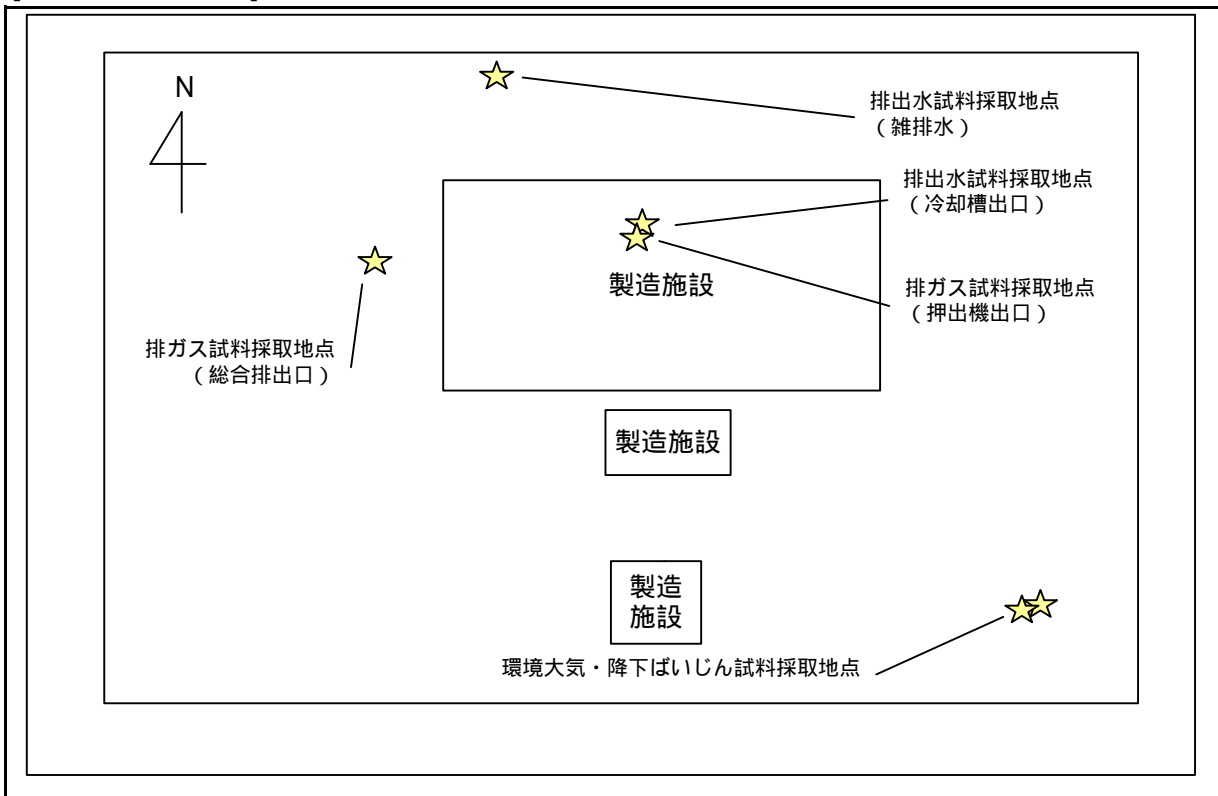 N
排出水試料採取地点
（雑排水）
排出水試料採取地点
（冷却槽出口）
製造施設
排ガス試料採取地点
（押出機出口）
排ガス試料採取地点
（総合排出口）
製造施設
製造
施設
環境大気・降下ばいじん試料採取地点